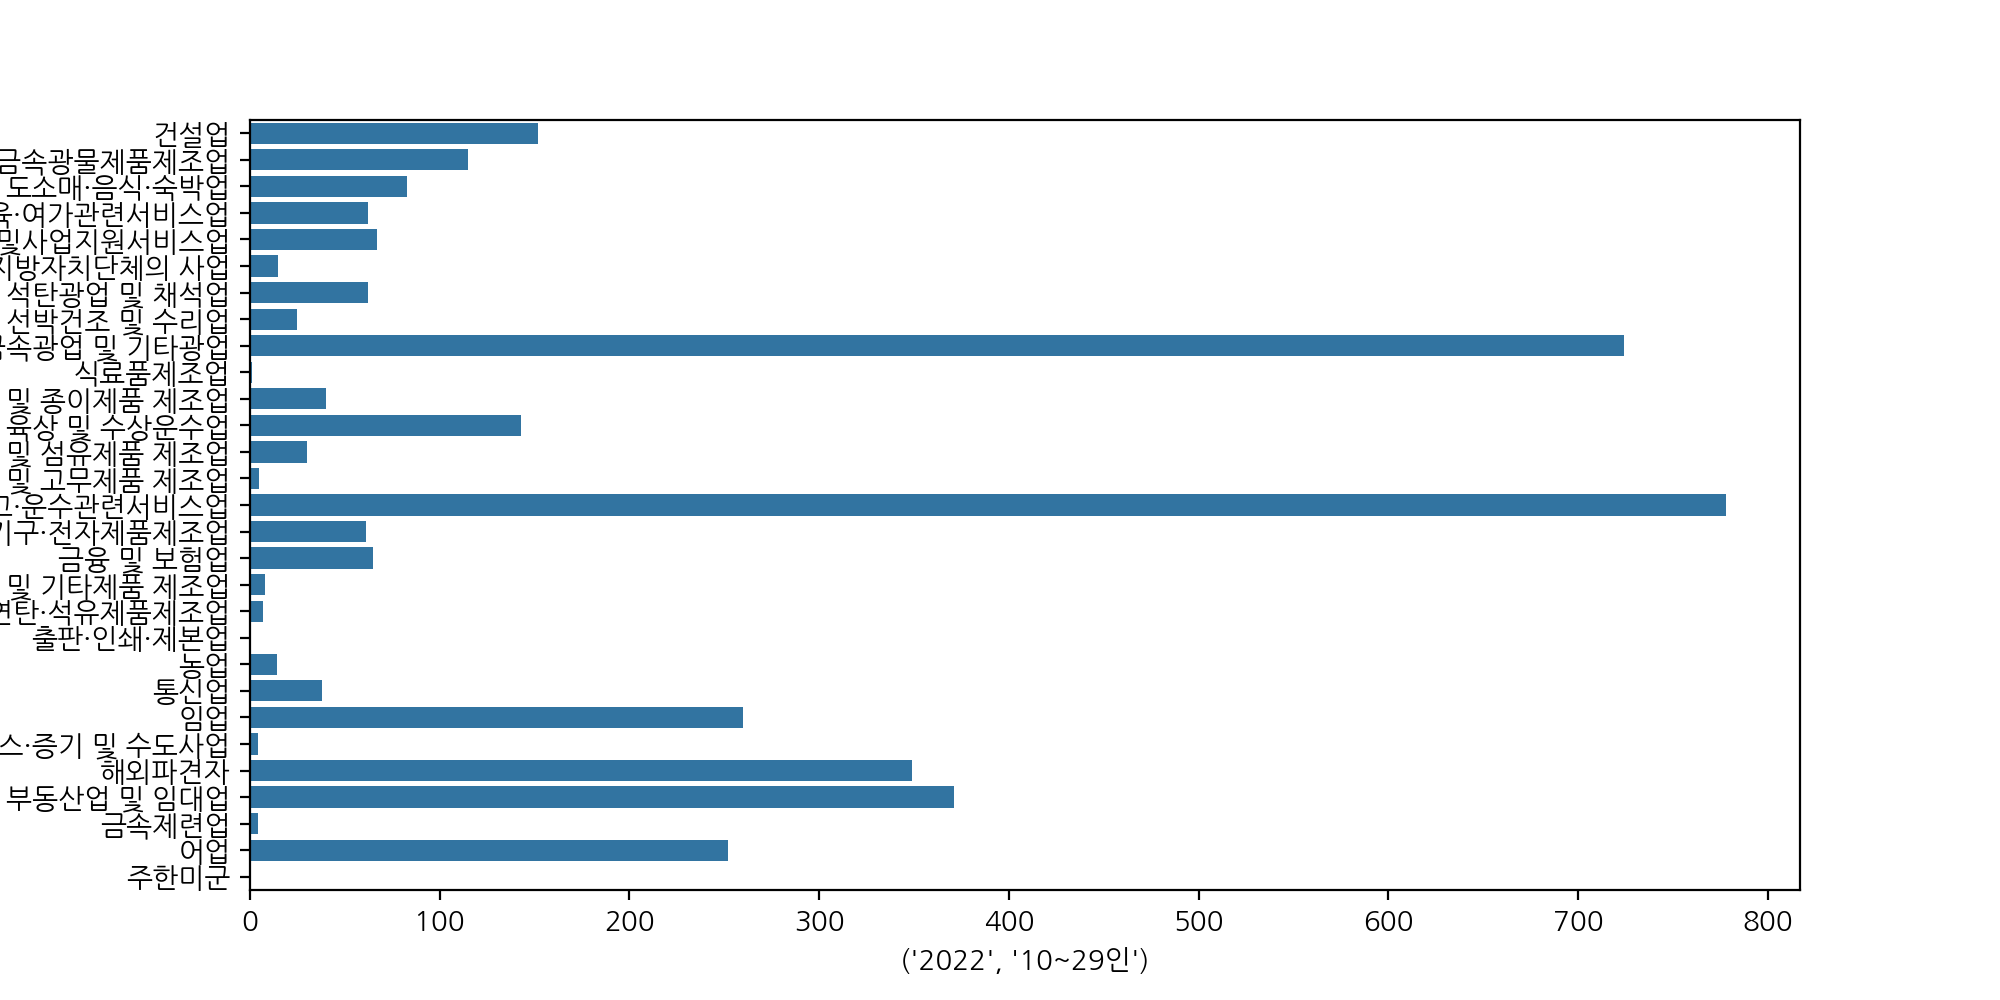 건설업
금속광물제품제조업
도소매·음식·숙박업
·여가관련서비스업
및사업지원서비스업
지방자치단체의 사업
석탄광업 및 채석업
선박건조 및 수리업
금속광업 및 기타광업
식료품제조업
및 종이제품 제조업
육상 및 수상운수업
및 섬유제품 제조업
및 고무제품 제조업
·운수관련서비스업
기구·전자제품제조업
금융 및 보험업
및 기타제품 제조업
연탄·석유제품제조업
출판·인쇄·제본업
농업
통신업
임업
스·증기 및 수도사업
해외파견자
부동산업 및 임대업
금속제련업
어업
주한미군
0 100 200 300 400 500 600 700 800
('2022', '10~29인')